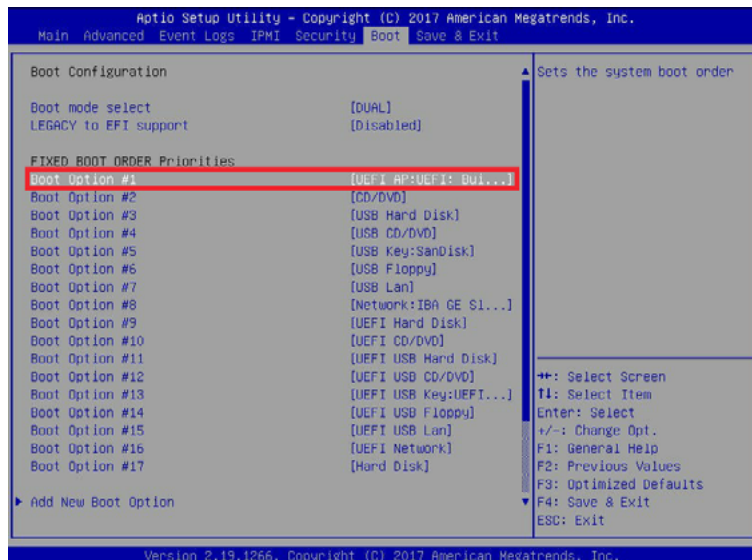 Aptio Setup Utility – Copyright (C) 2017 American Megatrends, Inc.
Main Advanced Event Logs IPMI Security Boot Save & Exit
Boot Configuration
Boot mode select [DUAL]
LEGACY to EFI support [Disabled]
FIXED BOOT ORDER Priorities
Boot Option #1 [UEFI AP:UEFI: Bui...]
Boot Option #2 [CD/DVD]
Boot Option #3 [USB Hard Disk]
Boot Option #4 [USB CD/DVD]
Boot Option #5 [USB Key:SanDisk]
Boot Option #6 [USB Floppy]
Boot Option #7 [USB Lan]
Boot Option #8 [Network:IBA GE Sl...]
Boot Option #9 [UEFI Hard Disk]
Boot Option #10 [UEFI CD/DVD]
Boot Option #11 [UEFI USB Hard Disk]
Boot Option #12 [UEFI USB CD/DVD]
Boot Option #13 [UEFI USB Key:UEFI...]
Boot Option #14 [UEFI USB Floppy]
Boot Option #15 [UEFI USB Lan]
Boot Option #16 [UEFI Network]
Boot Option #17 [Hard Disk]
Add New Boot Option
Sets the system boot order
→←: Select Screen
↑↓: Select Item
Enter: Select
+/-: Change Opt.
F1: General Help
F2: Previous Values
F3: Optimized Defaults
F4: Save & Exit
ESC: Exit
Version 2.19.1266. Copyright (C) 2017 American Megatrends, Inc.